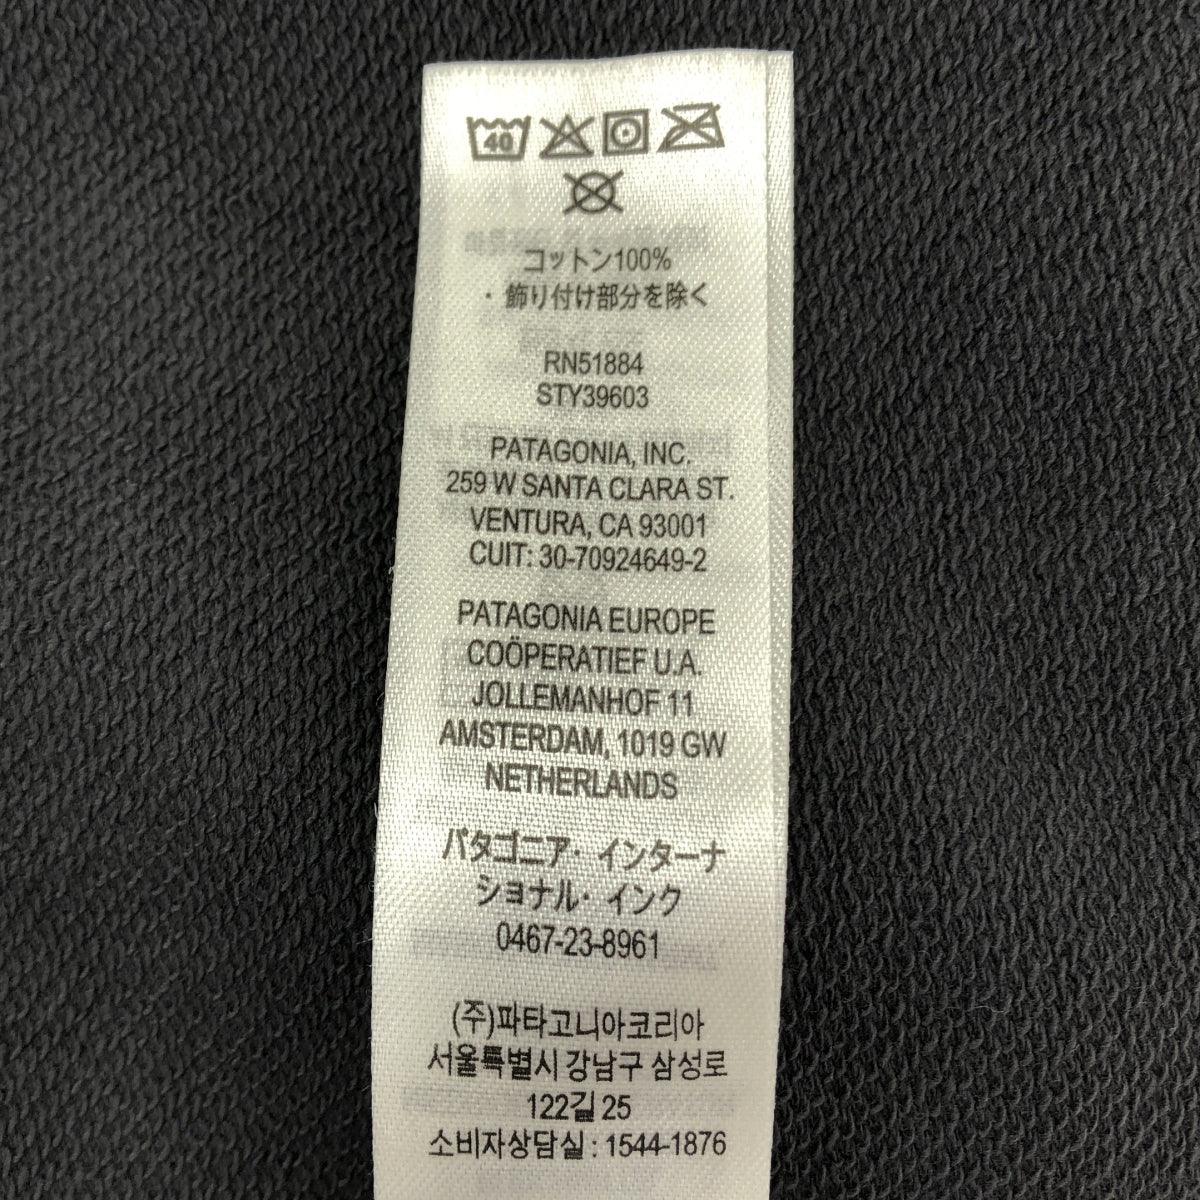 40
コットン100%
・飾り付け部分を除く
RN51884
STY39603
PATAGONIA, INC.
259 W SANTA CLARA ST.
VENTURA, CA 93001
CUIT: 30-70924649-2
PATAGONIA EUROPE
COÖPERATIEF U.A.
JOLLEMANHOF 11
AMSTERDAM, 1019 GW
NETHERLANDS
パタゴニア・インターナ
ショナル・インク
0467-23-8961
(주)파타고니아코리아
서울특별시 강남구 삼성로
122길 25
소비자상담실 : 1544-1876